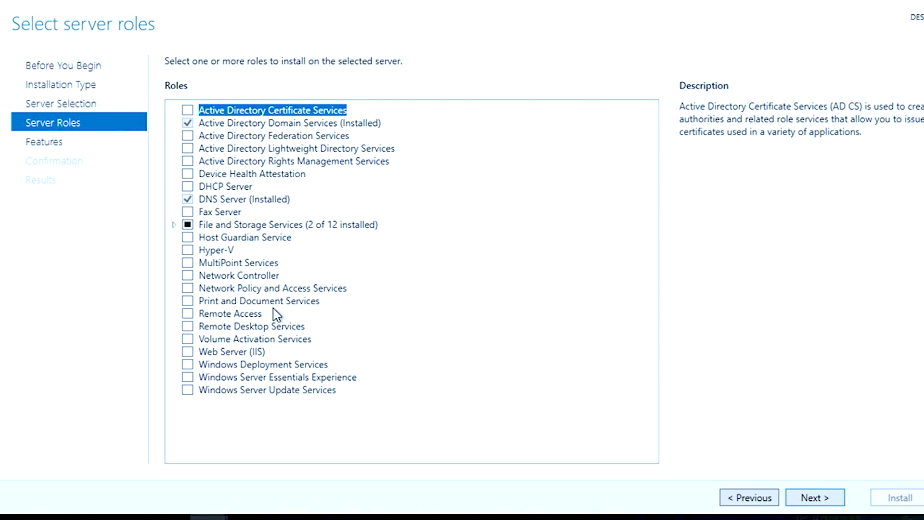 Select server roles
DES
Before You Begin
Installation Type
Server Selection
Server Roles
Features
Confirmation
Results
Select one or more roles to install on the selected server.
Roles
Active Directory Certificate Services
Active Directory Domain Services (Installed)
Active Directory Federation Services
Active Directory Lightweight Directory Services
Active Directory Rights Management Services
Device Health Attestation
DHCP Server
DNS Server (Installed)
Fax Server
File and Storage Services (2 of 12 installed)
Host Guardian Service
Hyper-V
MultiPoint Services
Network Controller
Network Policy and Access Services
Print and Document Services
Remote Access
Remote Desktop Services
Volume Activation Services
Web Server (IIS)
Windows Deployment Services
Windows Server Essentials Experience
Windows Server Update Services
Description
Active Directory Certificate Services (AD CS) is used to crea
authorities and related role services that allow you to issue
certificates used in a variety of applications.
< Previous
Next >
Install